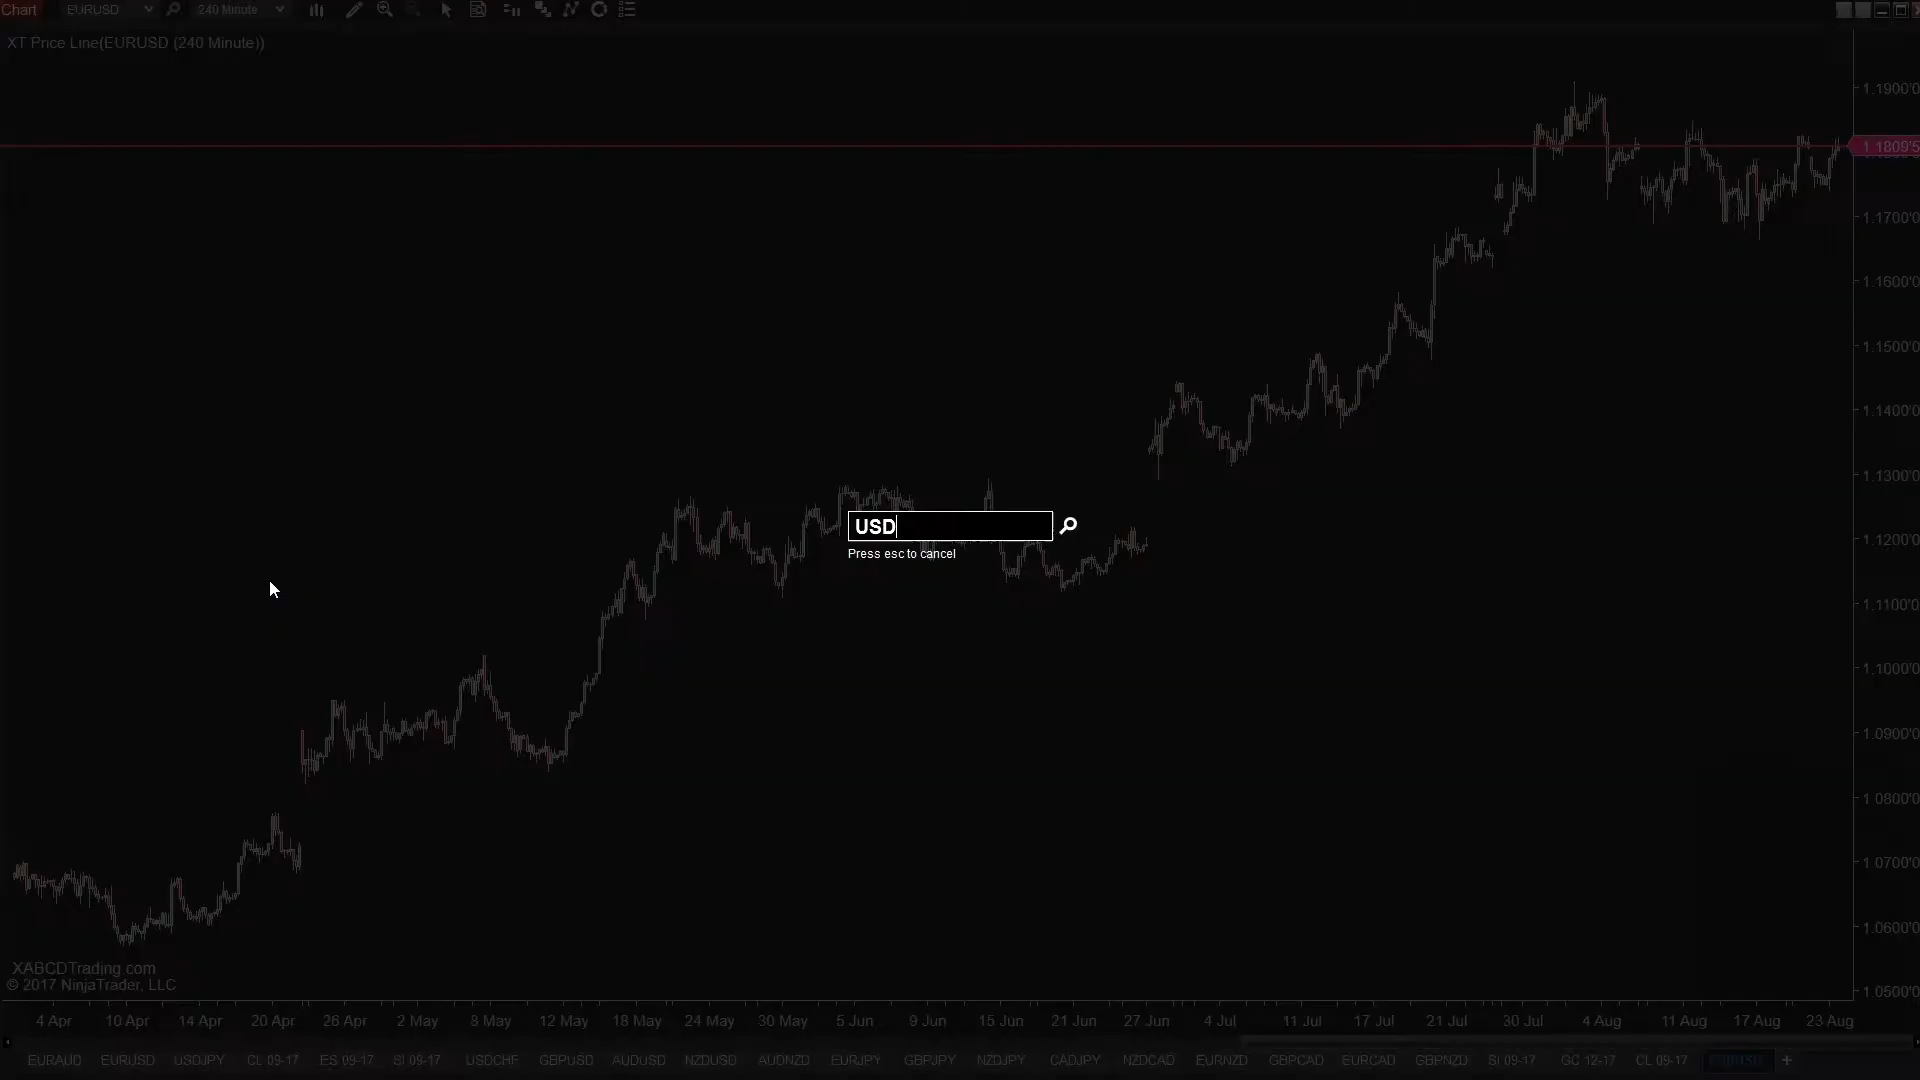 Chart EURUSD 240 Minute
XT Price Line(EURUSD (240 Minute))
1.1900'0
1.1809'5
1.1700'0
1.1600'0
1.1500'0
1.1400'0
1.1300'0
USD
1.1200'0
Press esc to cancel
1.1100'0
1.1000'0
1.0900'0
1.0800'0
1.0700'0
1.0600'0
XABCDTrading.com
© 2017 NinjaTrader, LLC
1.0500'0
4 Apr 10 Apr 14 Apr 20 Apr 26 Apr 2 May 8 May 12 May 18 May 24 May 30 May 5 Jun 9 Jun 15 Jun 21 Jun 27 Jun 4 Jul 11 Jul 17 Jul 21 Jul 30 Jul 4 Aug 11 Aug 17 Aug 23 Aug
EURAUD EURUSD USDJPY CL 09-17 ES 09-17 SI 09-17 USDCHF GBPUSD AUDUSD NZDUSD AUDNZD EURJPY GBPJPY NZDJPY CADJPY NZDCAD EURNZD GBPCAD EURCAD GBPNZD SI 09-17 GC 12-17 CL 09-17 EURUSD +